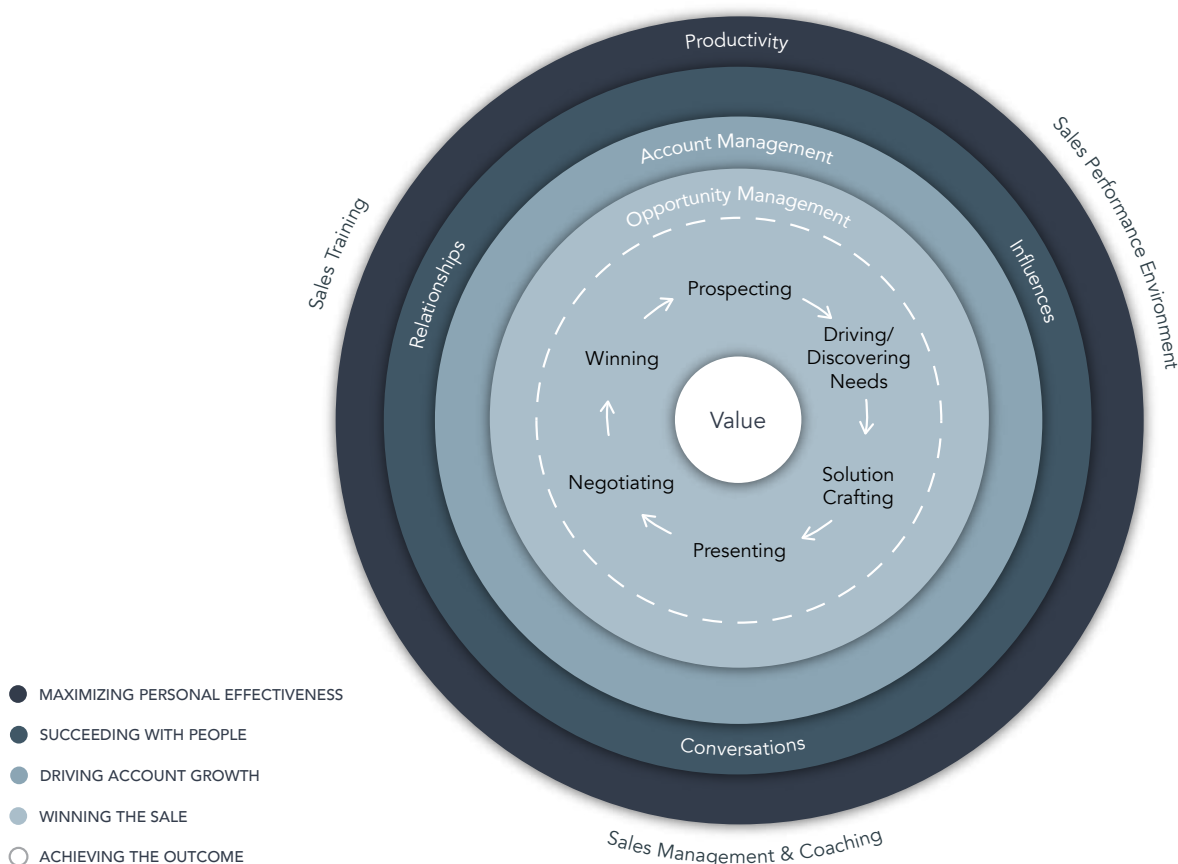 Productivity
Sales Performance Environment
Sales Training
Account Management
Opportunity Management
Relationships
Influences
Prospecting
Driving/
Discovering
Needs
Winning
Value
Solution
Crafting
Negotiating
Presenting
Conversations
Sales Management & Coaching
MAXIMIZING PERSONAL EFFECTIVENESS
SUCCEEDING WITH PEOPLE
DRIVING ACCOUNT GROWTH
WINNING THE SALE
ACHIEVING THE OUTCOME